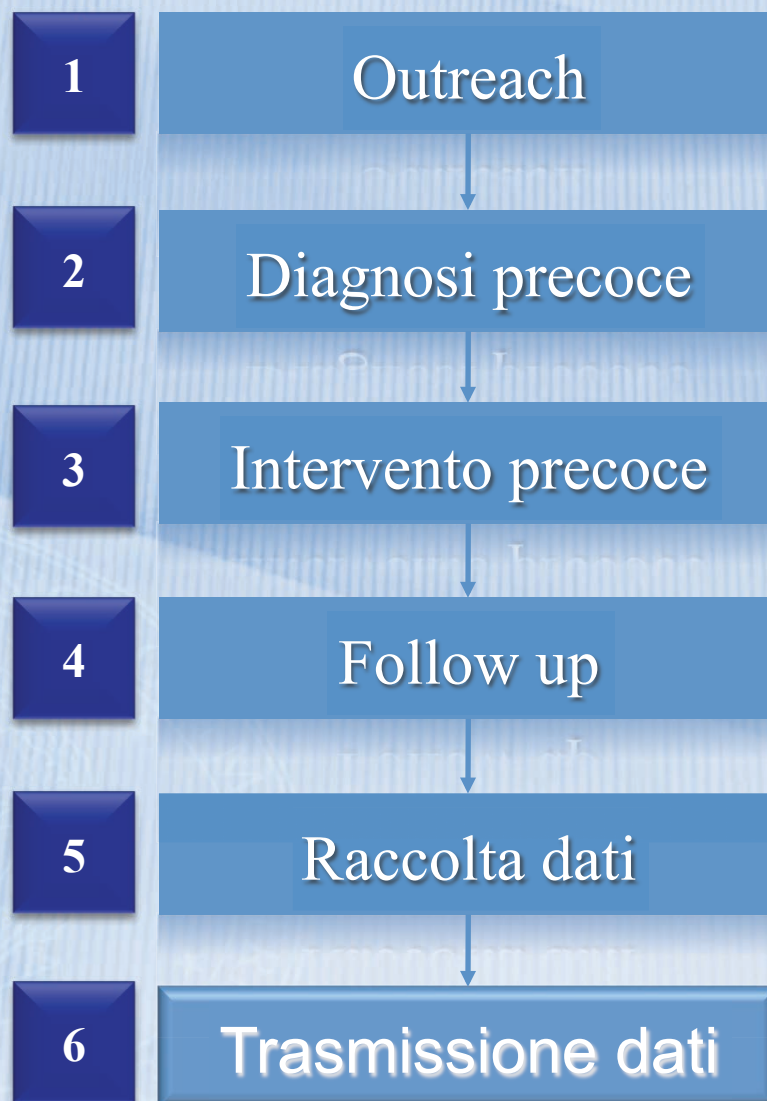 1
Outreach
2
Diagnosi precoce
3
Intervento precoce
4
Follow up
5
Raccolta dati
6
Trasmissione dati